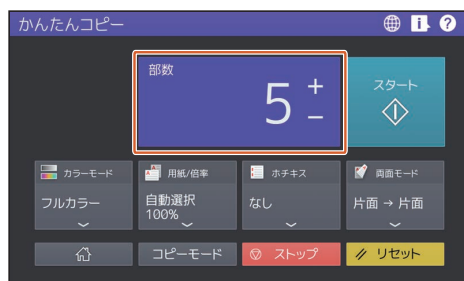 かんたんコピー
部数
5
+
−
スタート
カラーモード
フルカラー
用紙/倍率
自動選択
100%
ホチキス
なし
両面モード
片面 → 片面
コピーモード
ストップ
リセット